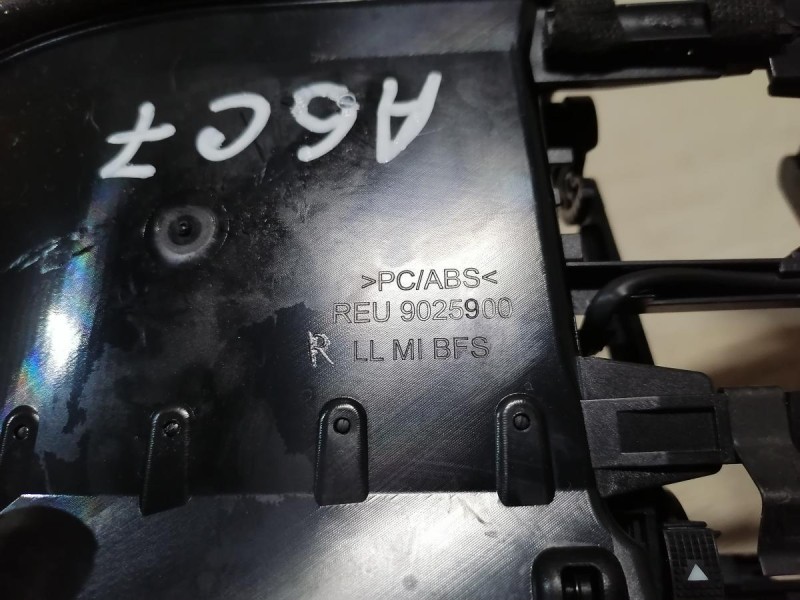 A6C7
>PC/ABS<
REU 9025900
R LL MI BFS